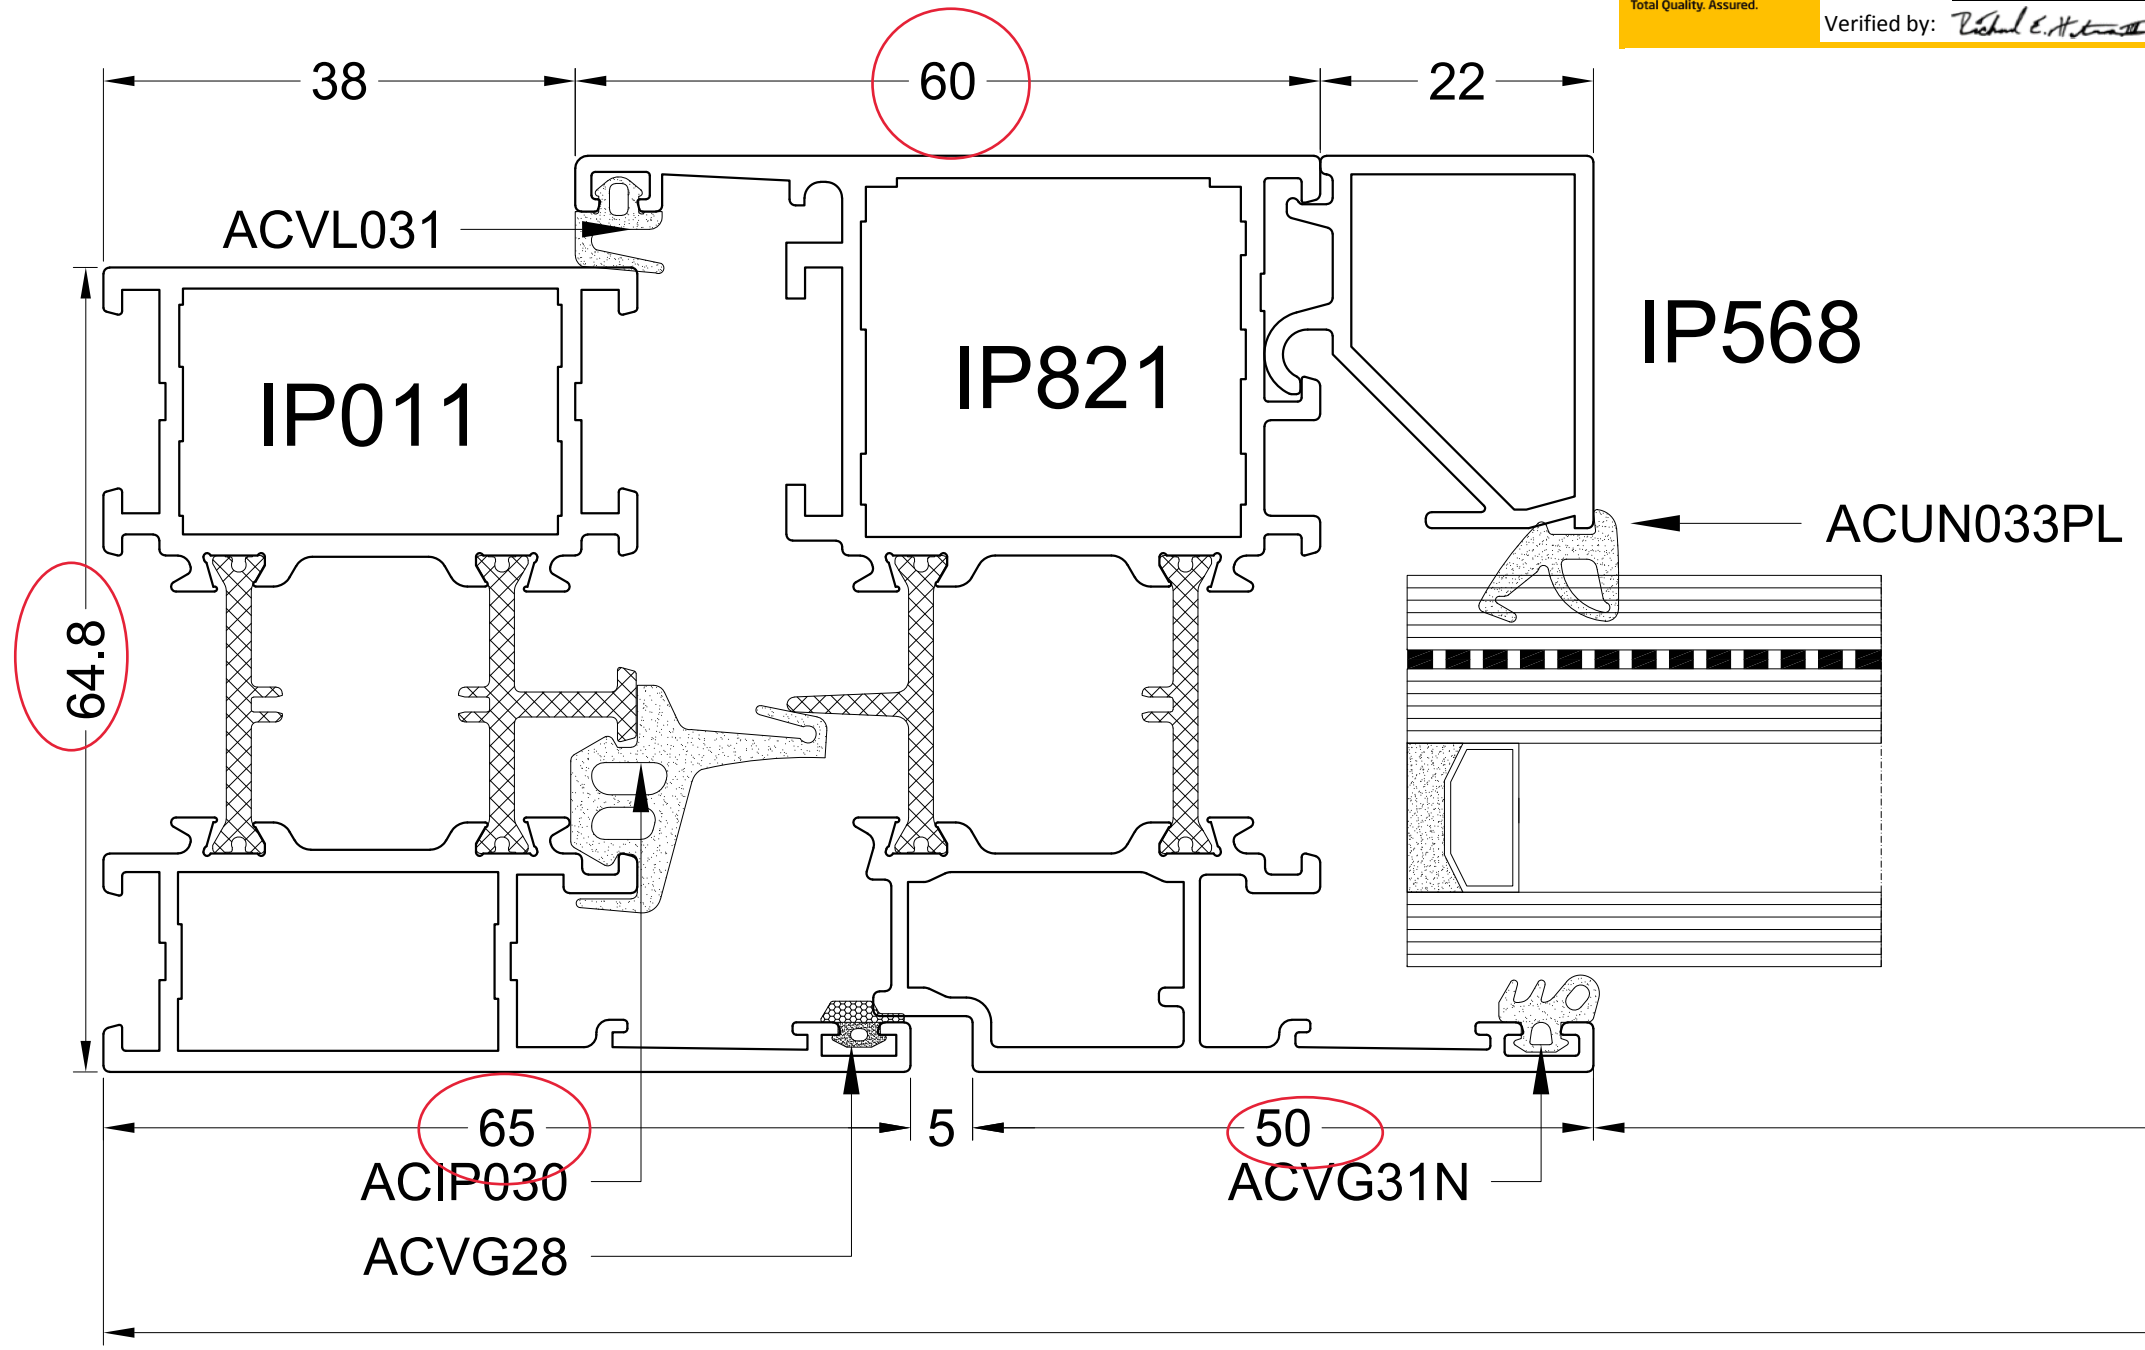 Total Quality. Assured.
Verified by:
38
60
22
ACVL031
IP568
IP821
IP011
ACUN033PL
64.8
65
5
50
ACIP030
ACVG31N
ACVG28